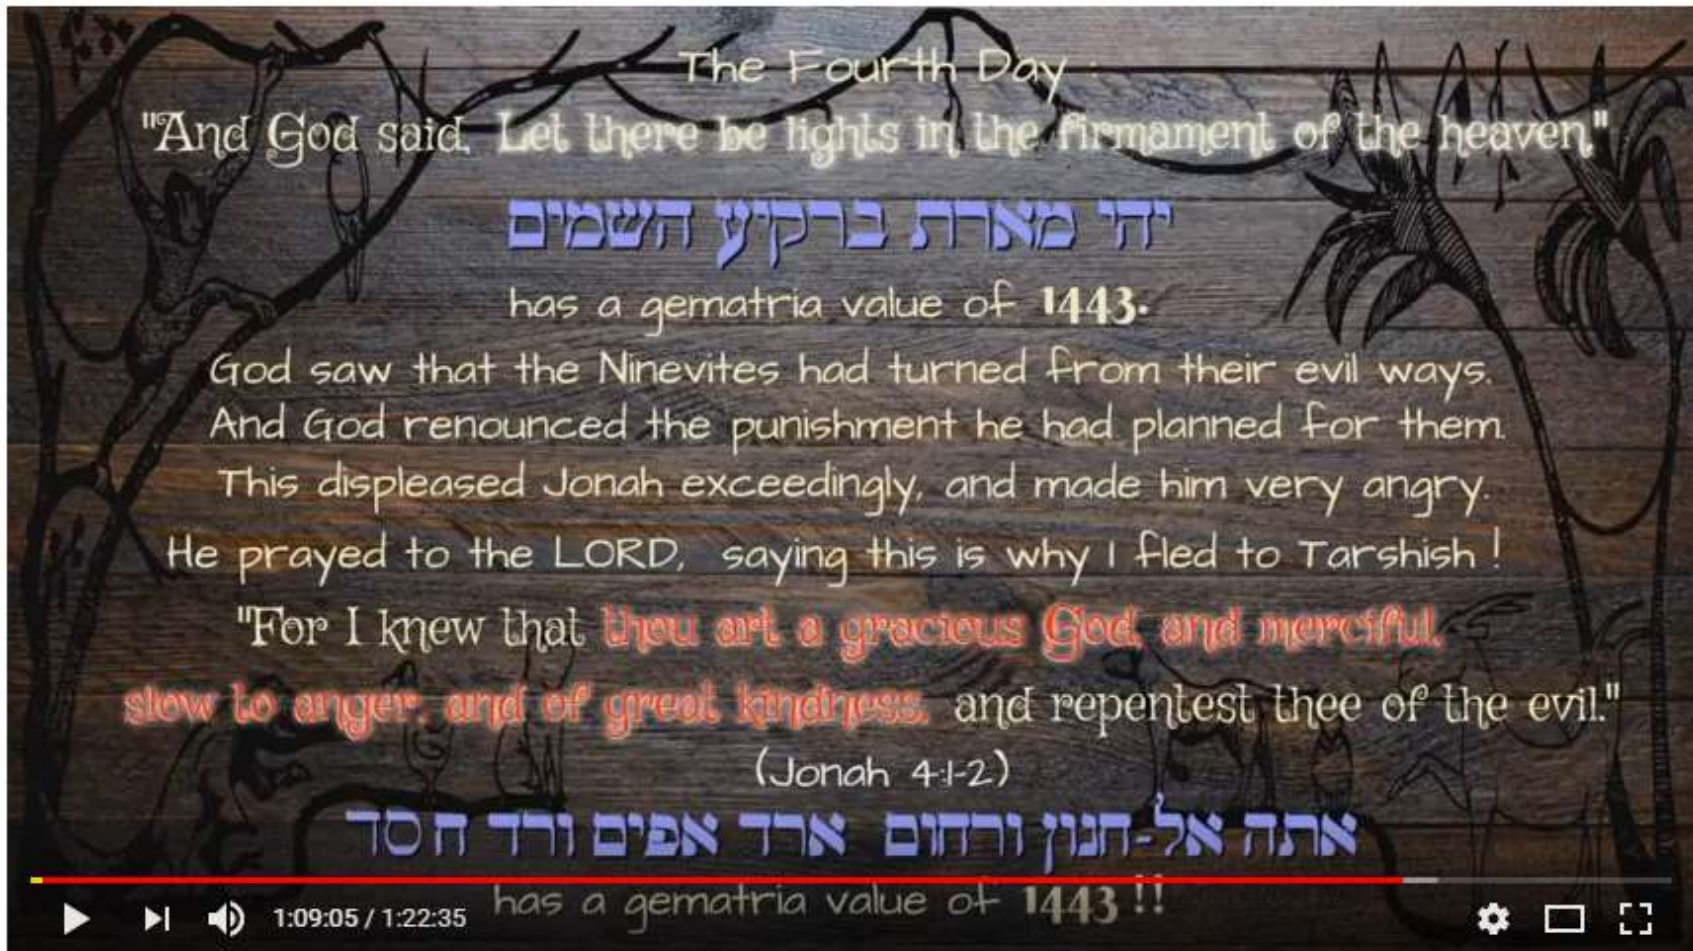 The Fourth Day :
"And God said, Let there be lights in the firmament of the heaven,"
יהי מארת ברקיע השמים
has a gematria value of 1443.
God saw that the Ninevites had turned from their evil ways.
And God renounced the punishment he had planned for them.
This displeased Jonah exceedingly, and made him very angry.
He prayed to the LORD, saying this is why I fled to Tarshish !
"For I knew that thou art a gracious God, and merciful,
slow to anger, and of great kindness, and repentest thee of the evil."
(Jonah 4:1-2)
אתה אל-חנון ורחום ארד אפים ורד חסד
has a gematria value of 1443 !!
1:09:05 / 1:22:35